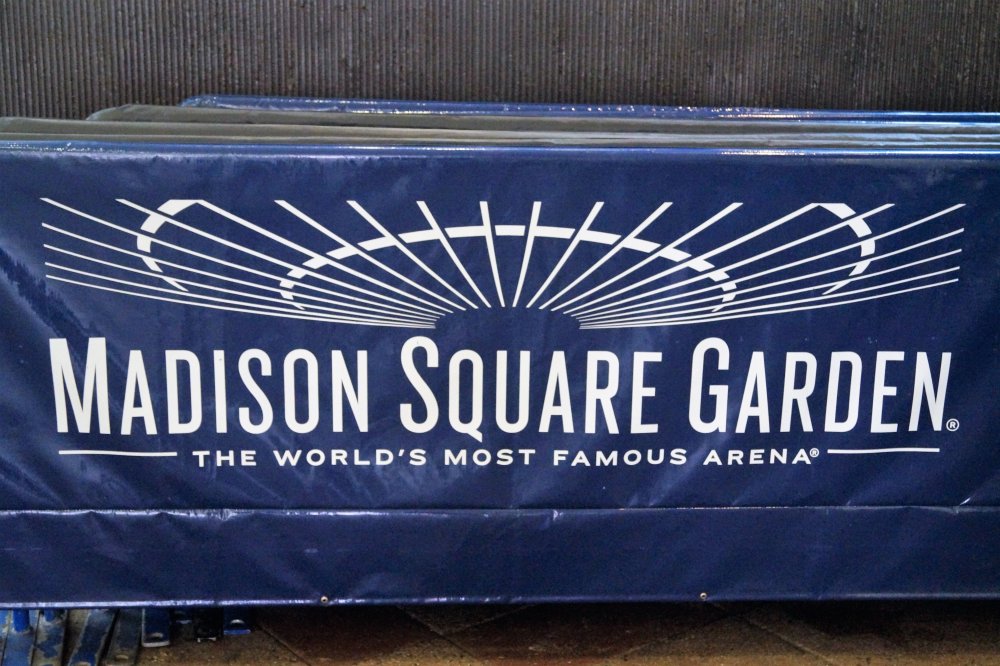 MADISON SQUARE GARDEN®
THE WORLD'S MOST FAMOUS ARENA®